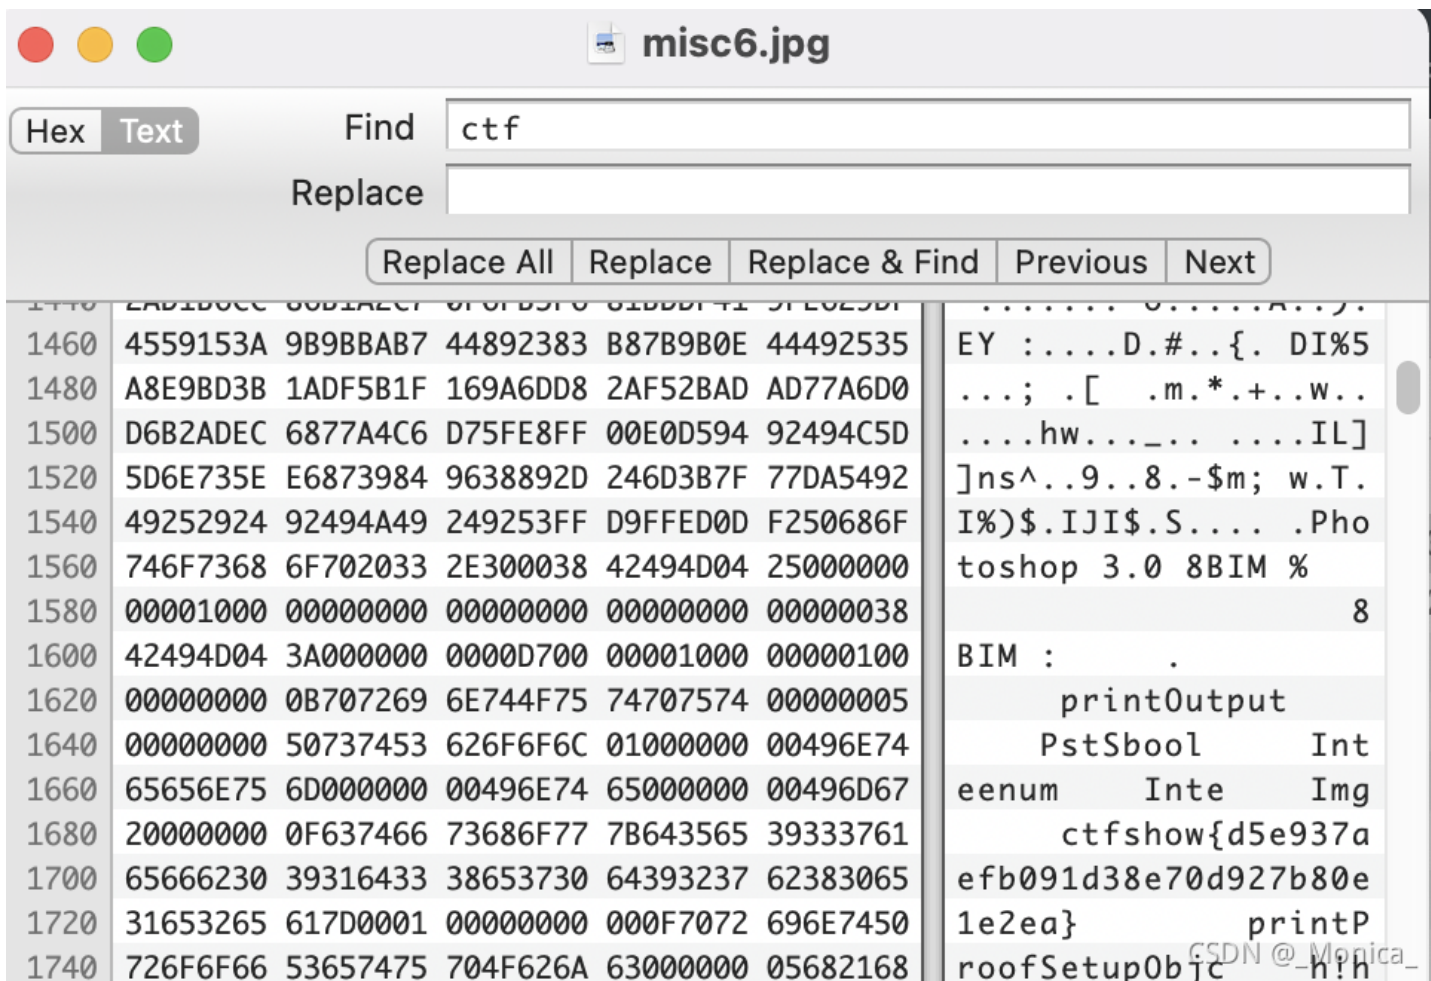 misc6.jpg
Hex Text Find ctf
Replace
Replace All Replace Replace & Find Previous Next
1460 4559153A 9B9BBAB7 44892383 B87B9B0E 44492535 EY :....D.#..{. DI%5
1480 A8E9BD3B 1ADF5B1F 169A6DD8 2AF52BAD AD77A6D0 ...; .[ .m.*.+..w..
1500 D6B2ADEC 6877A4C6 D75FE8FF 00E0D594 92494C5D ....hw..._.. ....IL]
1520 5D6E735E E6873984 9638892D 246D3B7F 77DA5492 ]ns^..9..8.-$m; w.T.
1540 49252924 92494A49 249253FF D9FFED0D F250686F I%)$.IJI$.S.... .Pho
1560 746F7368 6F702033 2E300038 42494D04 25000000 toshop 3.0 8BIM %
1580 00001000 00000000 00000000 00000000 00000038 8
1600 42494D04 3A000000 0000D700 00001000 00000100 BIM : .
1620 00000000 0B707269 6E744F75 74707574 00000005 printOutput
1640 00000000 50737453 626F6F6C 01000000 00496E74 PstSbool Int
1660 65656E75 6D000000 00496E74 65000000 00496D67 eenum Inte Img
1680 20000000 0F637466 73686F77 7B643565 39333761 ctfshow{d5e937a
1700 65666230 39316433 38653730 64393237 62383065 efb091d38e70d927b80e
1720 31653265 617D0001 00000000 000F7072 696E7450 1e2ea} printP
1740 726F6F66 53657475 704F626A 63000000 05682168 roofSetupObjc h!h
CSDN @_Monica_